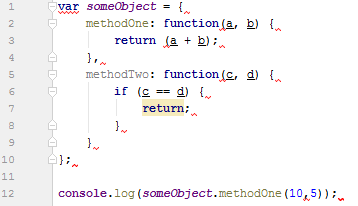 1 var someObject = {
2     methodOne: function(a, b) {
3         return (a + b);
4     },
5     methodTwo: function(c, d) {
6         if (c == d) {
7             return;
8         }
9     }
10 };
11
12 console.log(someObject.methodOne(10,5));